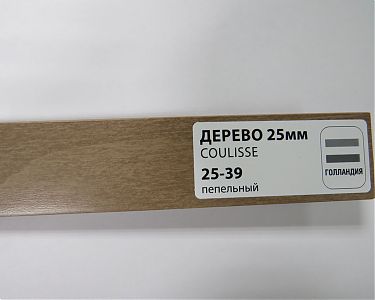 ДЕРЕВО 25мм
COULISSE
25-39
пепельный
ГОЛЛАНДИЯ